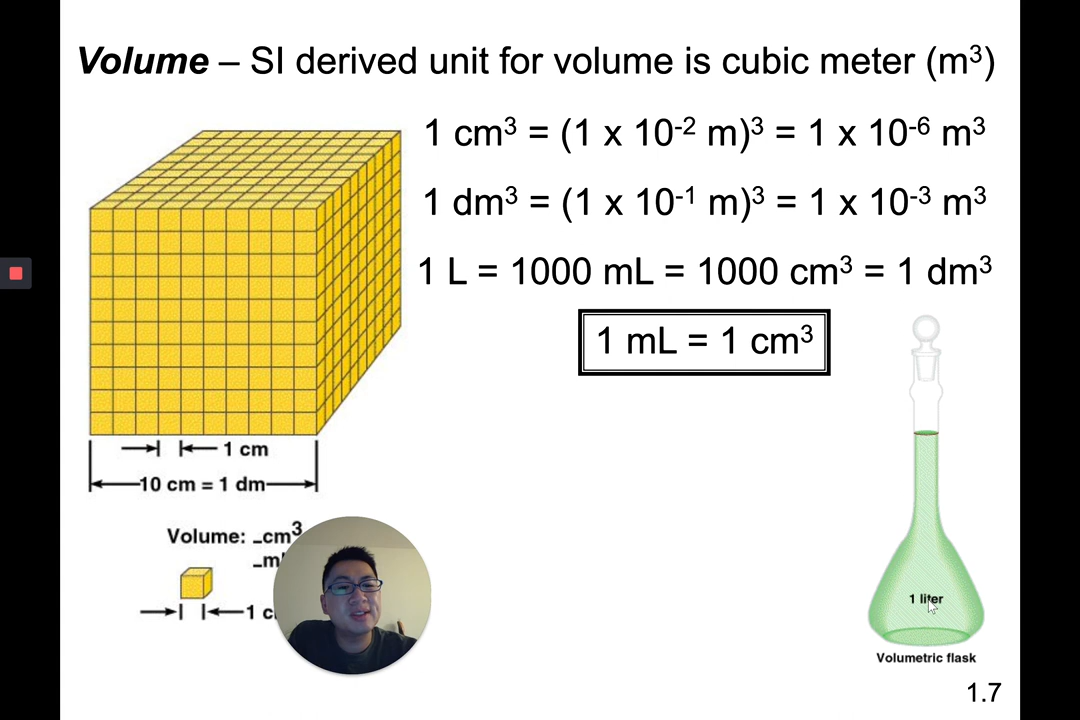 Volume – SI derived unit for volume is cubic meter (m³)
1 cm³ = (1 x 10⁻² m)³ = 1 x 10⁻⁶ m³
1 dm³ = (1 x 10⁻¹ m)³ = 1 x 10⁻³ m³
1 L = 1000 mL = 1000 cm³ = 1 dm³
1 mL = 1 cm³
1 cm
10 cm = 1 dm
Volume: _cm³
1 liter
Volumetric flask
1.7